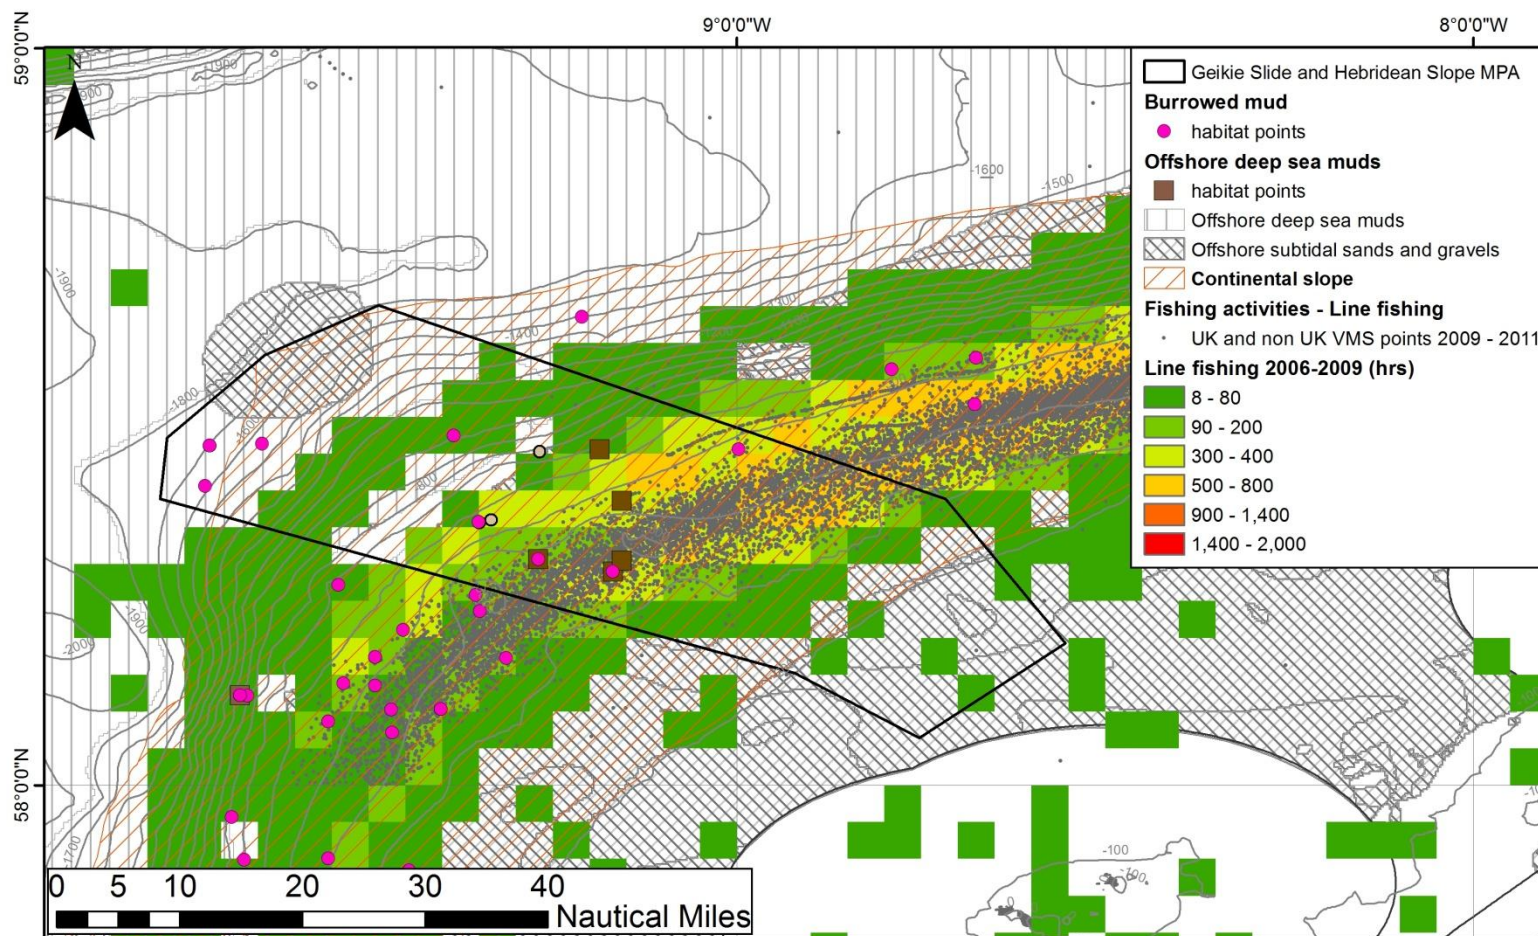 9°0'0"W
8°0'0"W
59°0'0"N
N
-1900
-1600
-1500
Geikie Slide and Hebridean Slope MPA
Burrowed mud
habitat points
Offshore deep sea muds
habitat points
Offshore deep sea muds
Offshore subtidal sands and gravels
Continental slope
Fishing activities - Line fishing
UK and non UK VMS points 2009 - 2011
Line fishing 2006-2009 (hrs)
8 - 80
90 - 200
300 - 400
500 - 800
900 - 1,400
1,400 - 2,000
-1900
-1400
-1800
-1600
-1900
-2000
58°0'0"N
-1700
-100
0 5 10 20 30 40
Nautical Miles